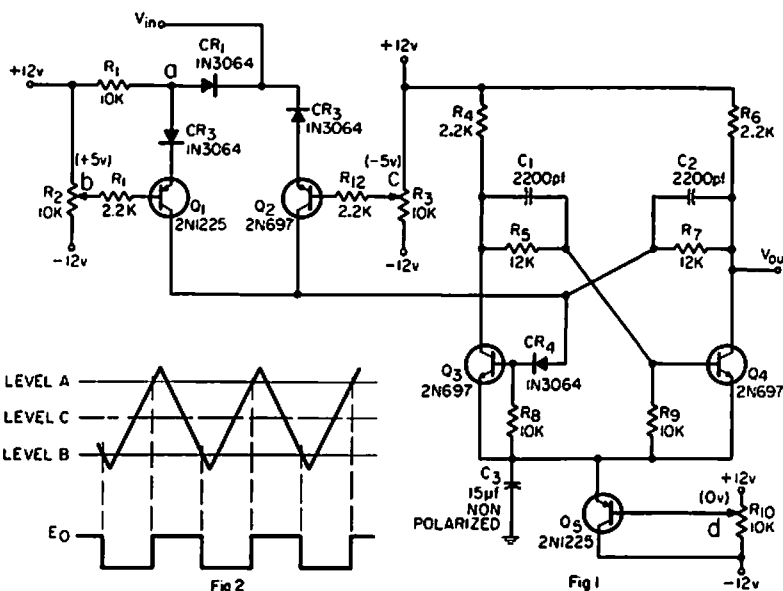 Vin
+12v
CR1
1N3064
+12v
R1
10K
a
CR3
1N3064
CR3
1N3064
R4
2.2K
R6
2.2K
(+5v)
b
R2
10K
R1
2.2K
Q1
2N1225
-12v
Q2
2N697
R12
2.2K
(-5v)
C
R3
10K
-12v
C1
2200pf
C2
2200pf
R5
12K
R7
12K
Vou
Q3
2N697
CR4
1N3064
Q4
2N697
R8
10K
R9
10K
C3
15µf
NON
POLARIZED
Q5
2N1225
+12v
(0v)
d
R10
10K
-12v
Fig 1
LEVEL A
LEVEL C
LEVEL B
E0
Fig 2